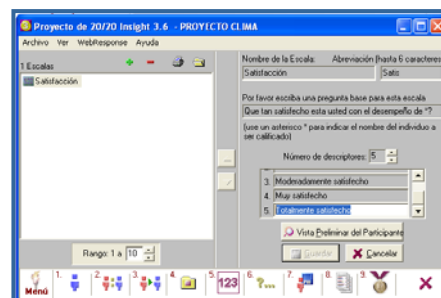 Proyecto de 20/20 Insight 3.6 - PROYECTO CLIMA
Archivo Ver WebResponse Ayuda
1 Escalas
Satisfacción
Nombre de la Escala: Abreviación (hasta 6 caracteres
Satisfacción Satis
Por favor escriba una pregunta base para esta escala
Que tan satisfecho esta usted con el desempeño de *?
(use un asterisco * para indicar el nombre del individuo a
ser calificado)
Número de descriptores: 5
3. Moderadamente satisfecho
4. Muy satisfecho
5. Totalmente satisfecho
Vista Preliminar del Participante
Guardar Cancelar
Rango: 1 a 10
Menú 1. 2. 3. 4. 5. 123 6. ?... 7. 8. 9.